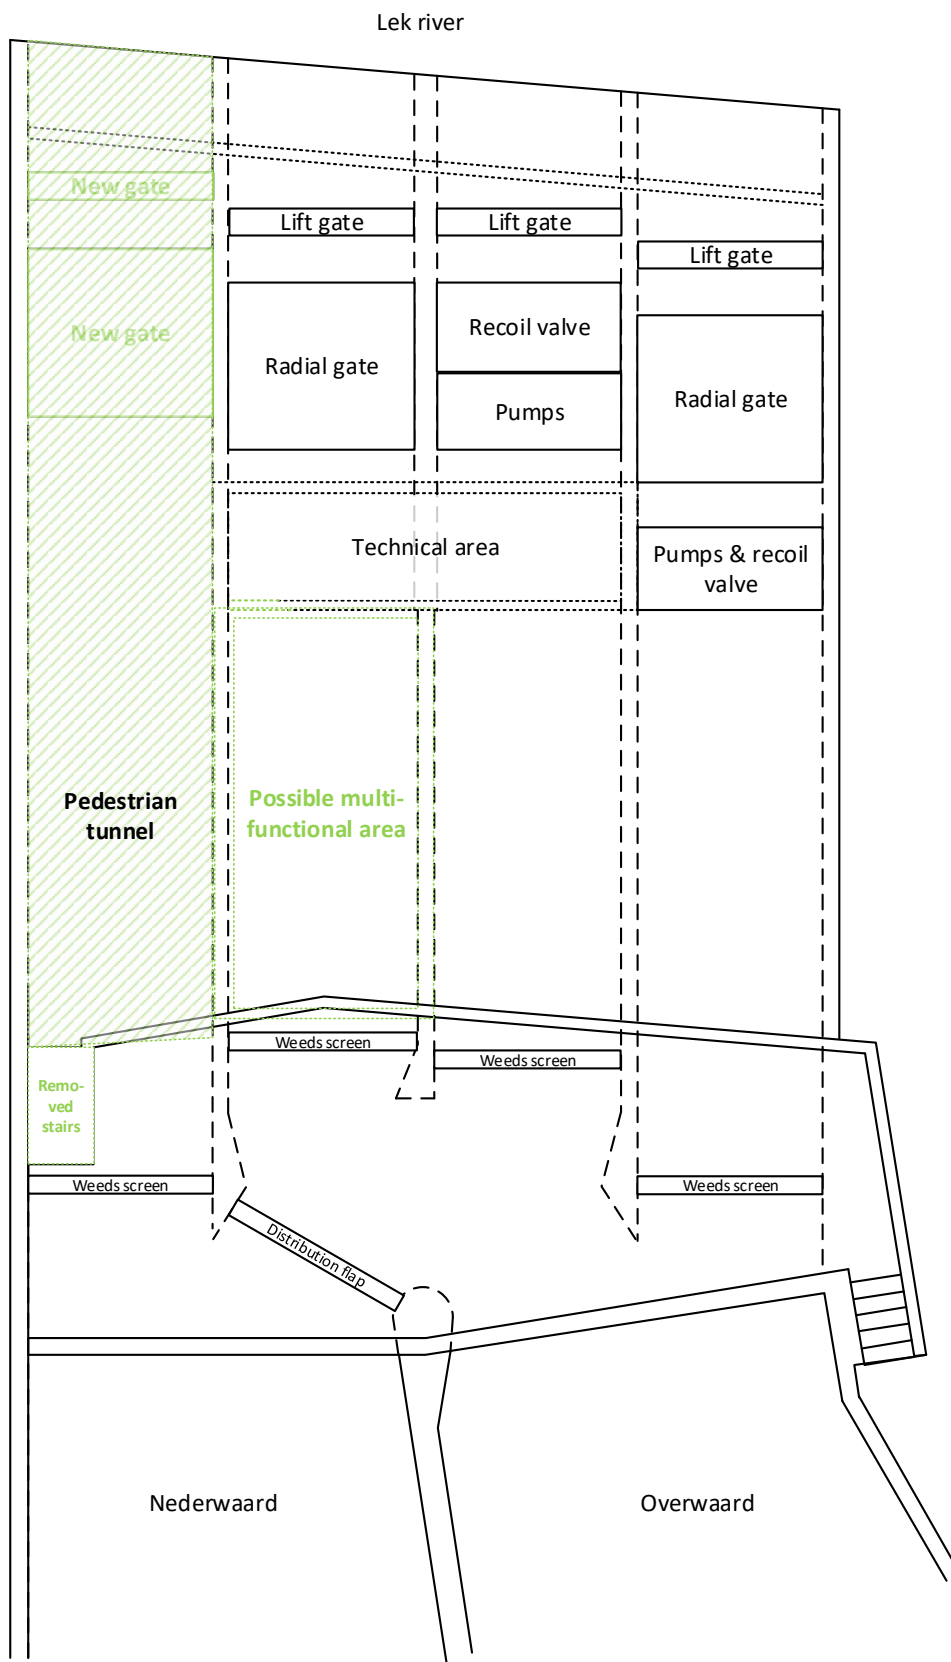 Lek river
New gate
Lift gate
Lift gate
Lift gate
New gate
Radial gate
Recoil valve
Pumps
Radial gate
Technical area
Pumps & recoil
valve
Pedestrian
tunnel
Possible multi-
functional area
Weeds screen
Weeds screen
Remo-
ved
stairs
Weeds screen
Weeds screen
Distribution flap
Nederwaard
Overwaard